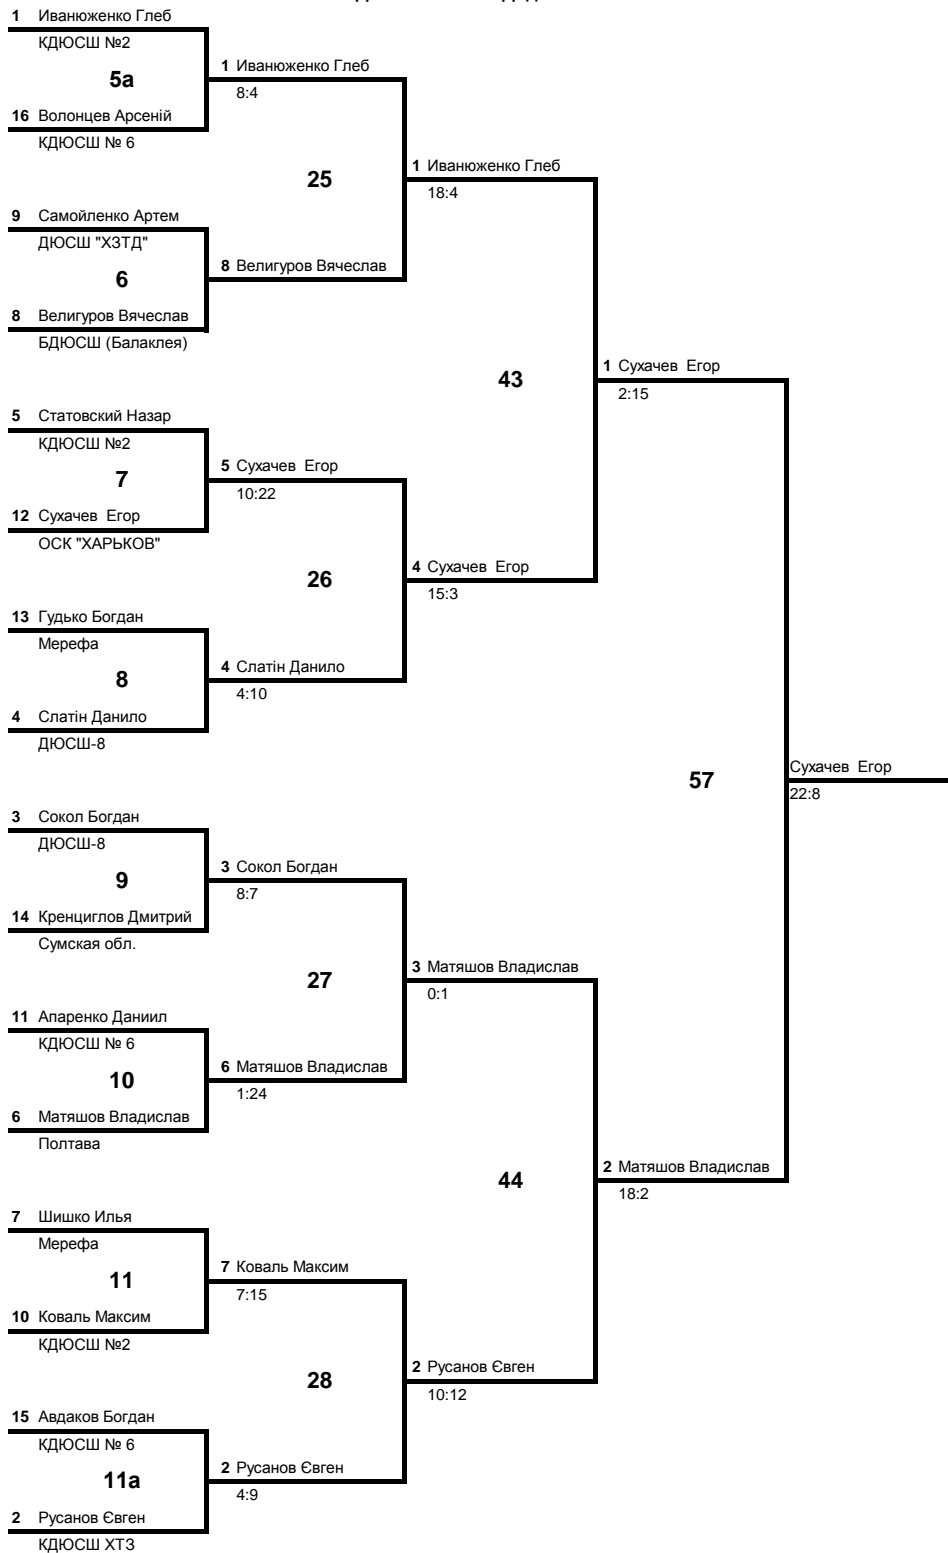 1 Иванюженко Глеб
КДЮСШ №2
5а
16 Волонцев Арсеній
КДЮСШ № 6
9 Самойленко Артем
ДЮСШ "ХЗТД"
6
8 Велигуров Вячеслав
БДЮСШ (Балаклея)
5 Статовский Назар
КДЮСШ №2
7
12 Сухачев Егор
ОСК "ХАРЬКОВ"
13 Гудько Богдан
Мерефа
8
4 Слатін Данило
ДЮСШ-8
3 Сокол Богдан
ДЮСШ-8
9
14 Кренциглов Дмитрий
Сумская обл.
11 Апаренко Даниил
КДЮСШ № 6
10
6 Матяшов Владислав
Полтава
7 Шишко Илья
Мерефа
11
10 Коваль Максим
КДЮСШ №2
15 Авдаков Богдан
КДЮСШ № 6
11а
2 Русанов Євген
КДЮСШ ХТЗ
1 Иванюженко Глеб
8:4
25
8 Велигуров Вячеслав
5 Сухачев Егор
10:22
26
4 Слатін Данило
4:10
3 Сокол Богдан
8:7
27
6 Матяшов Владислав
1:24
7 Коваль Максим
7:15
28
2 Русанов Євген
4:9
1 Иванюженко Глеб
18:4
43
4 Сухачев Егор
15:3
3 Матяшов Владислав
0:1
44
2 Русанов Євген
10:12
1 Сухачев Егор
2:15
57
2 Матяшов Владислав
18:2
Сухачев Егор
22:8